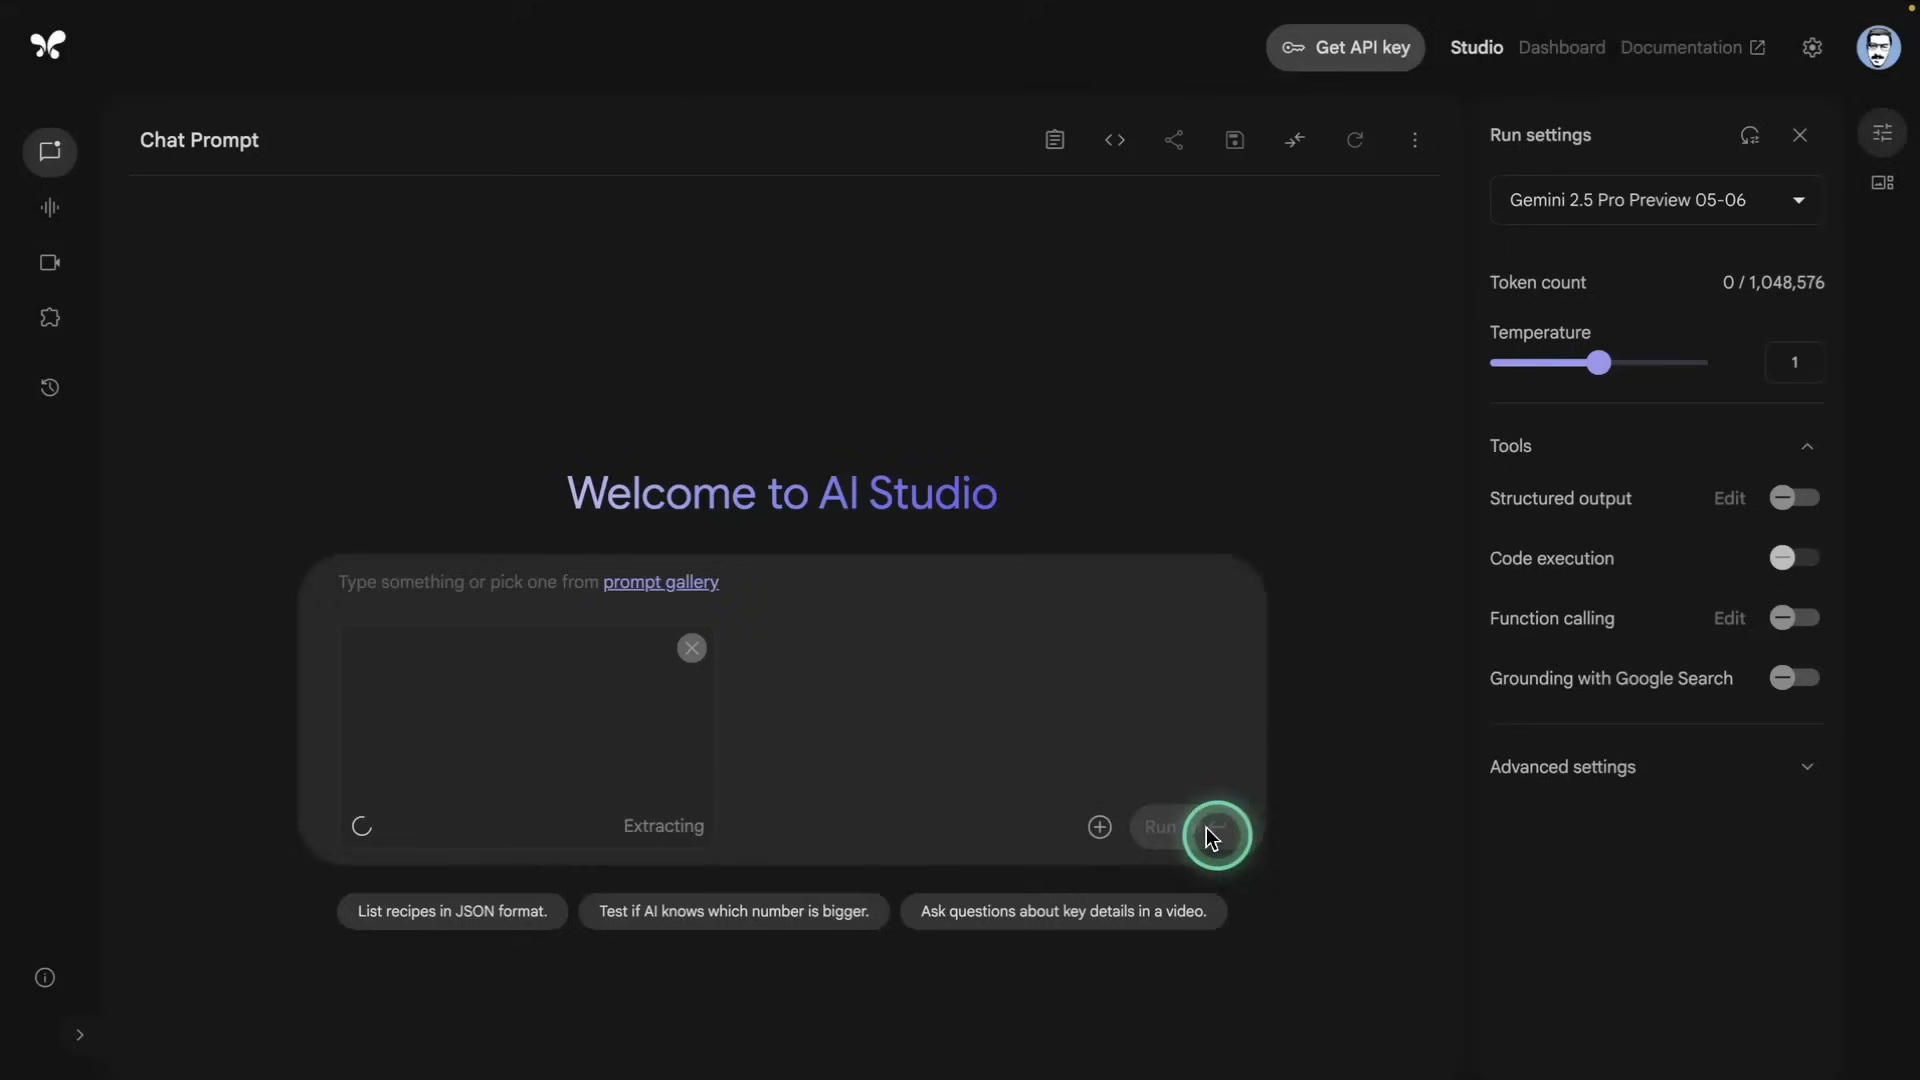 Get API key
Studio
Dashboard
Documentation
Chat Prompt
Run settings
Gemini 2.5 Pro Preview 05-06
Token count
0 / 1,048,576
Temperature
1
Tools
Structured output
Edit
Code execution
Function calling
Edit
Grounding with Google Search
Advanced settings
Welcome to AI Studio
Type something or pick one from prompt gallery
Extracting
Run
List recipes in JSON format.
Test if AI knows which number is bigger.
Ask questions about key details in a video.